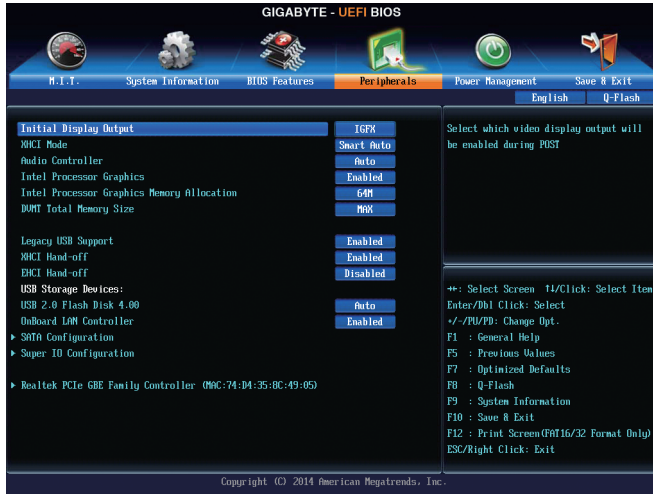 GIGABYTE - UEFI BIOS
M.I.T. System Information BIOS Features Peripherals Power Management Save & Exit
English Q-Flash
Initial Display Output IGFX
XHCI Mode Smart Auto
Audio Controller Auto
Intel Processor Graphics Enabled
Intel Processor Graphics Memory Allocation 64M
DVMT Total Memory Size MAX
Legacy USB Support Enabled
XHCI Hand-off Enabled
EHCI Hand-off Disabled
USB Storage Devices:
USB 2.0 Flash Disk 4.00 Auto
OnBoard LAN Controller Enabled
SATA Configuration
Super IO Configuration
Realtek PCIe GBE Family Controller (MAC:74:D4:35:8C:49:05)
Select which video display output will
be enabled during POST
↔: Select Screen ↑↓/Click: Select Item
Enter/Dbl Click: Select
+/-/PU/PD: Change Opt.
F1 : General Help
F5 : Previous Values
F7 : Optimized Defaults
F8 : Q-Flash
F9 : System Information
F10 : Save & Exit
F12 : Print Screen(FAT16/32 Format Only)
ESC/Right Click: Exit
Copyright (C) 2014 American Megatrends, Inc.